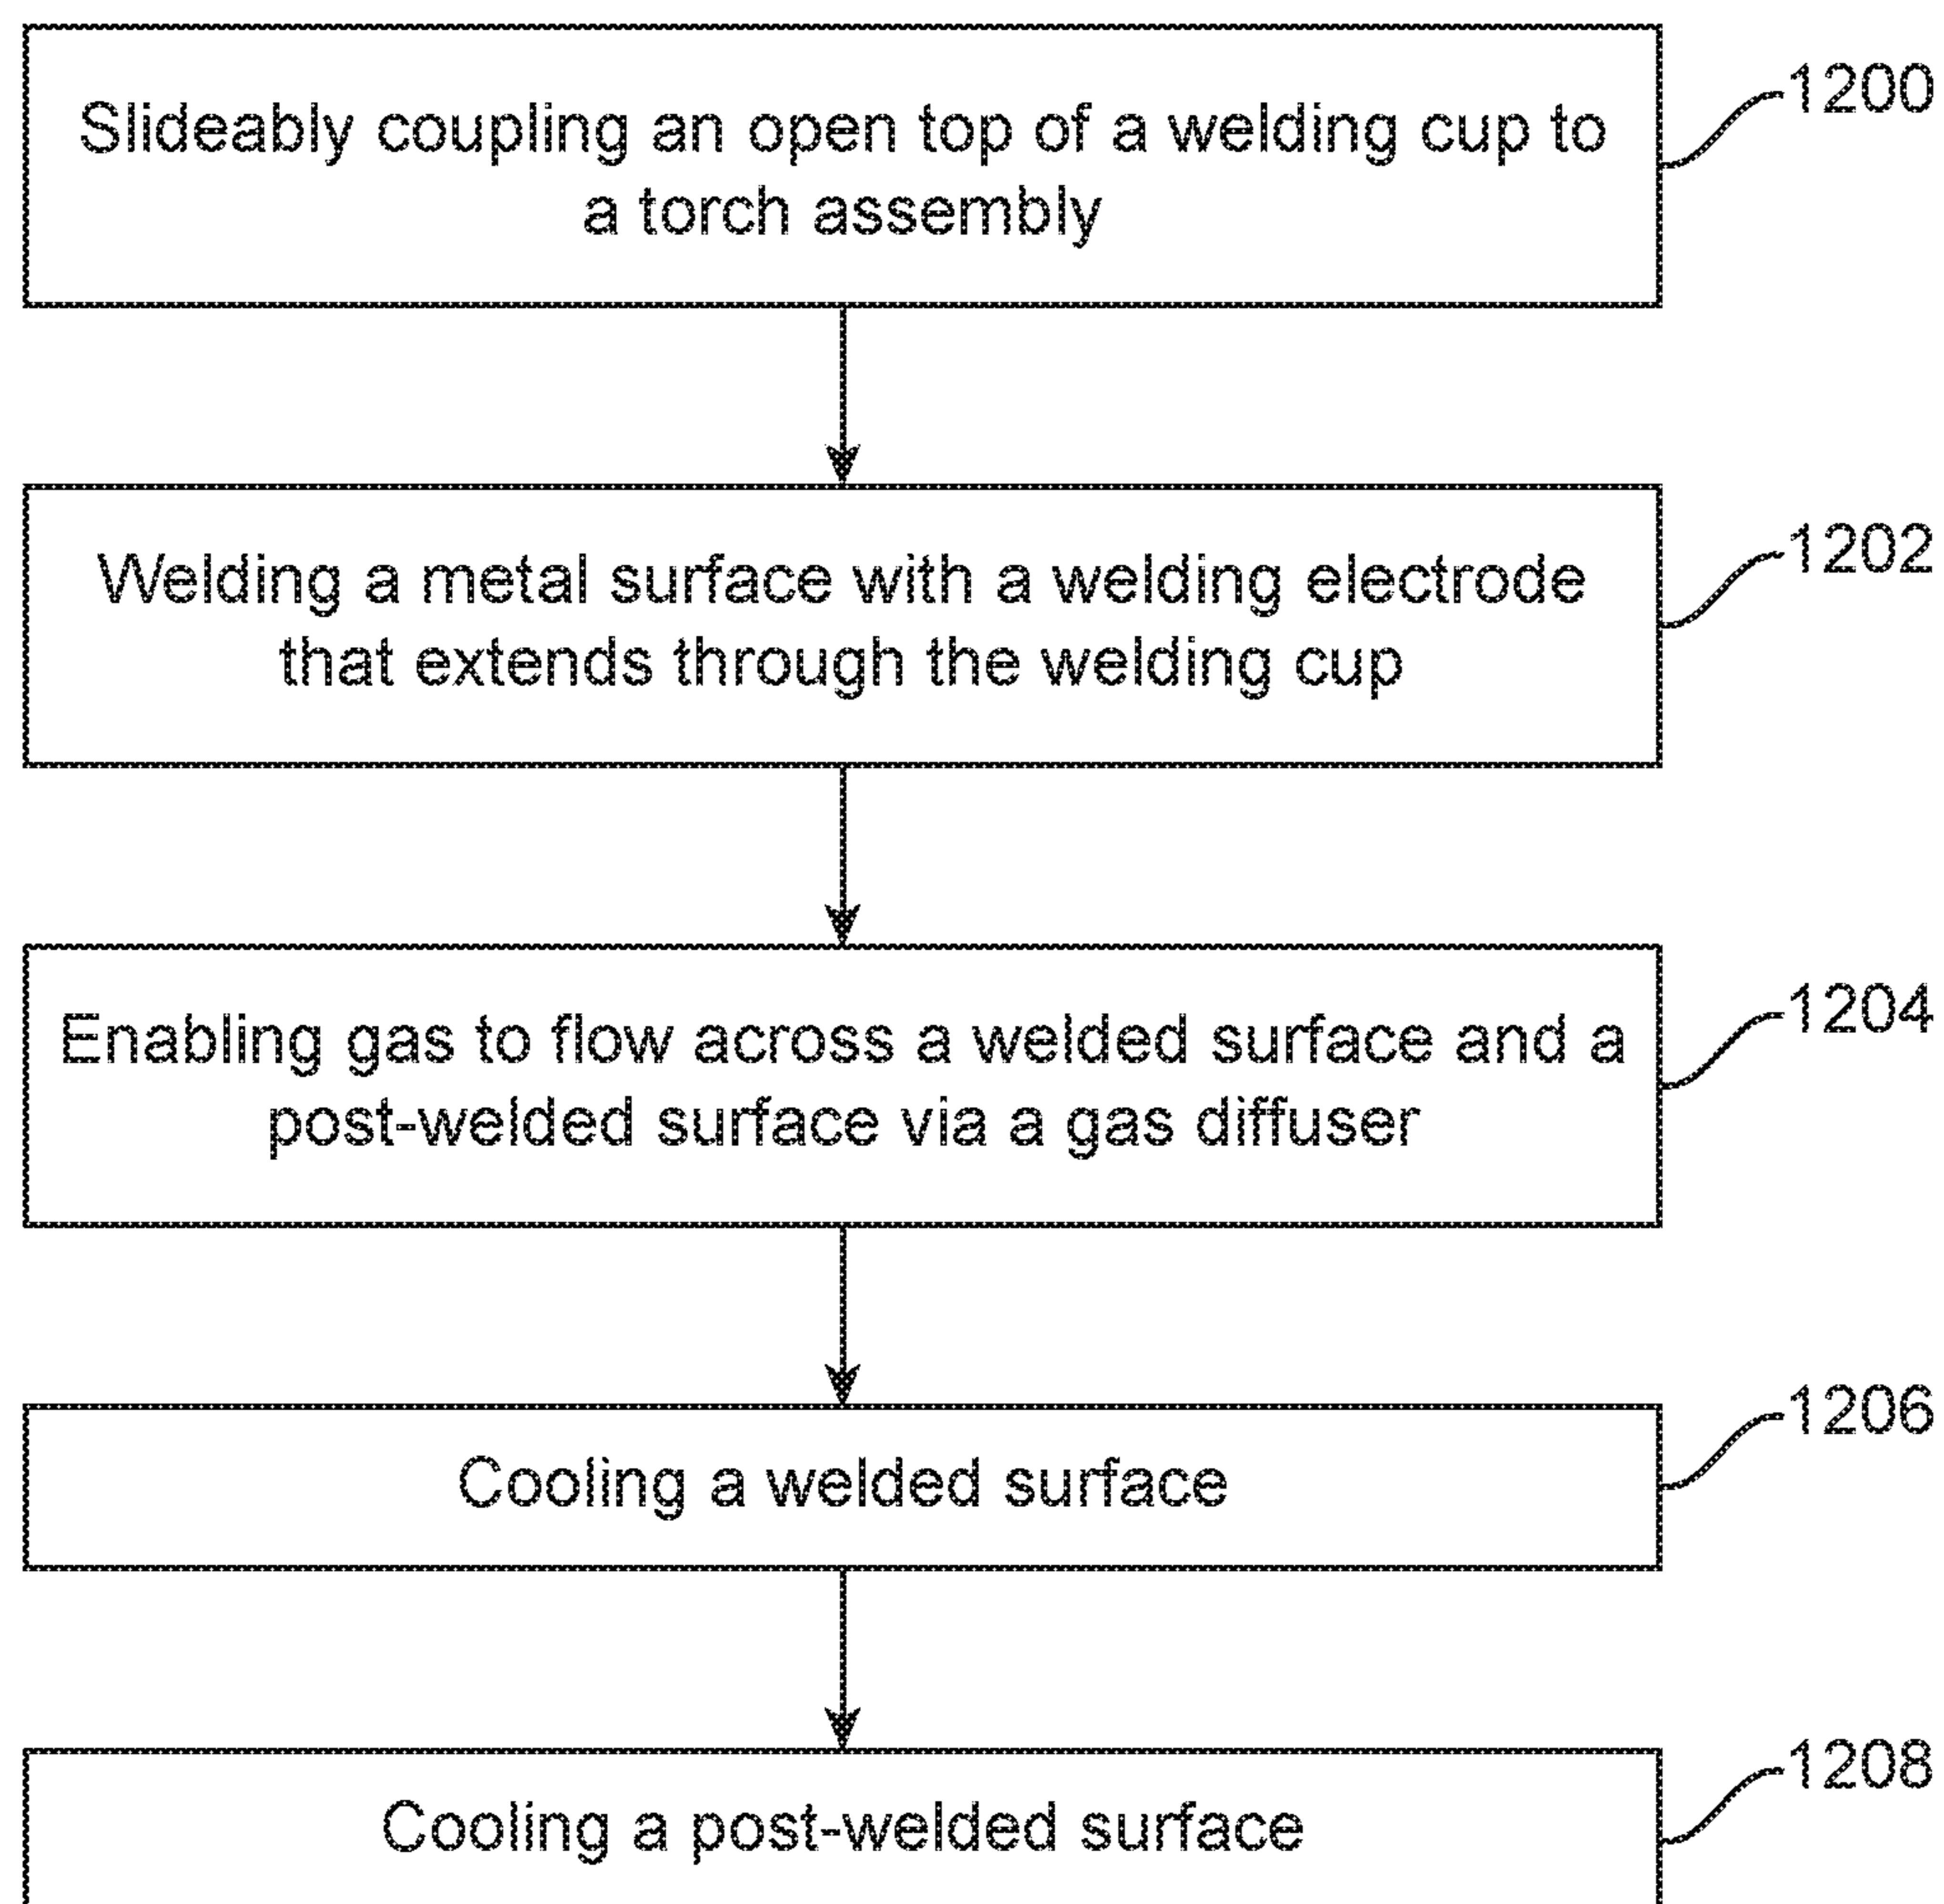 Slideably coupling an open top of a welding cup to
a torch assembly
1200
Welding a metal surface with a welding electrode
that extends through the welding cup
1202
Enabling gas to flow across a welded surface and a
post-welded surface via a gas diffuser
1204
Cooling a welded surface
1206
Cooling a post-welded surface
1208